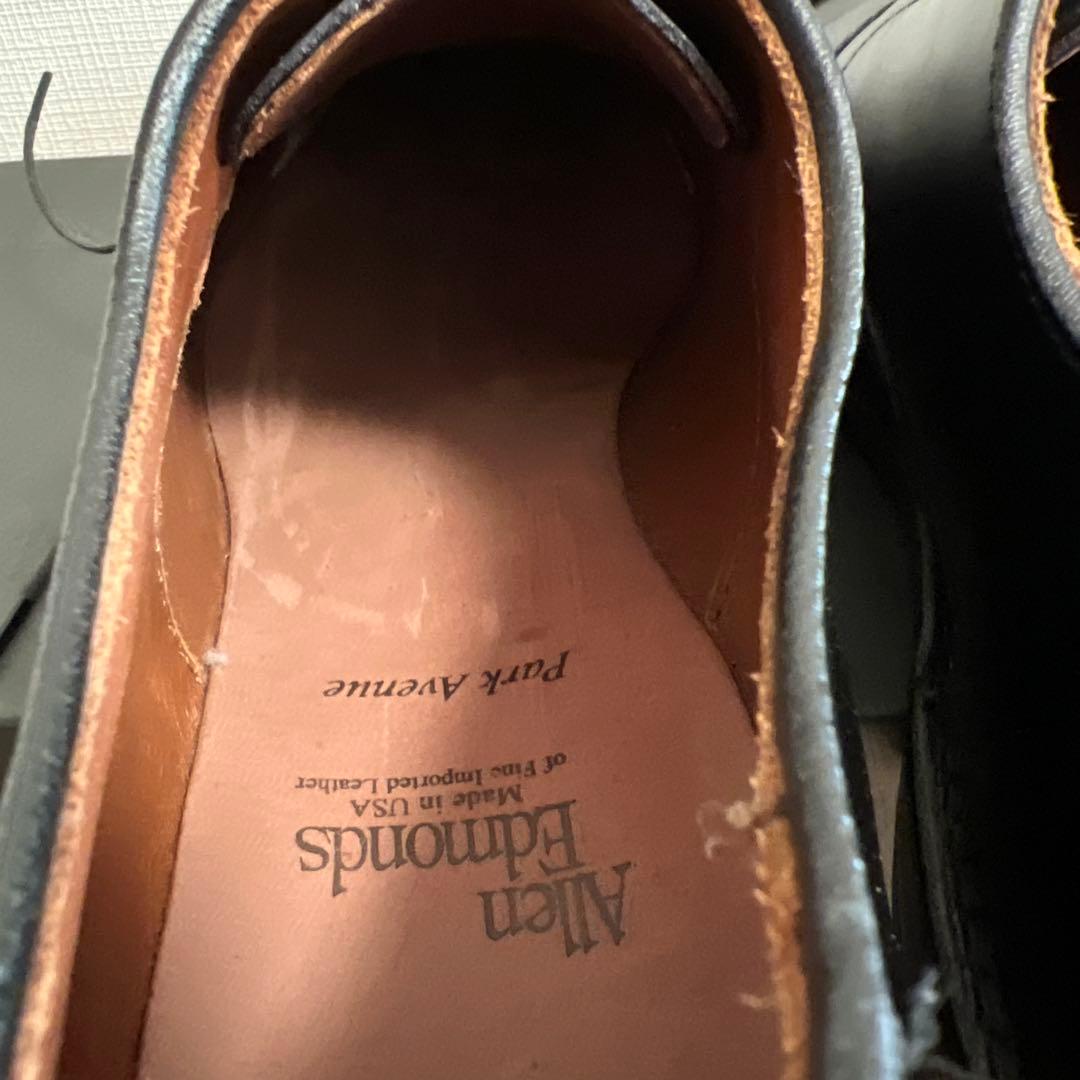 Allen
Edmonds
Made in USA
of Fine Imported Leather
Park Avenue